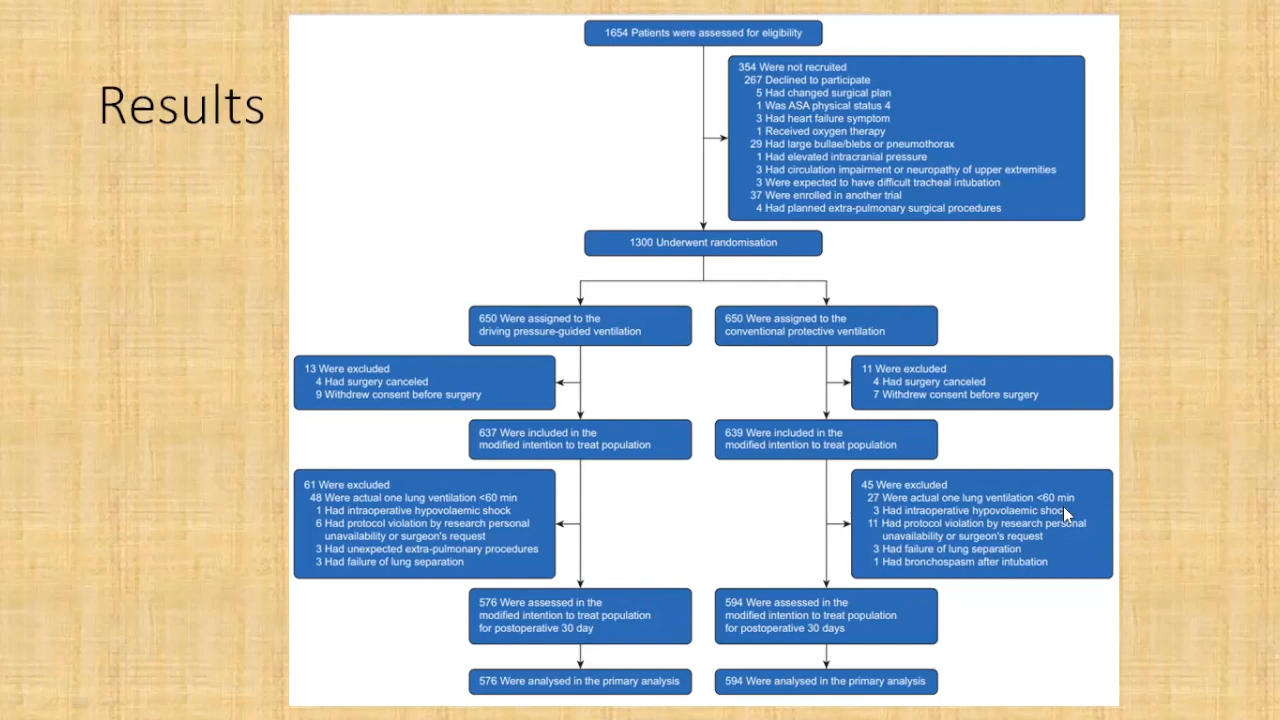 Results
1654 Patients were assessed for eligibility
354 Were not recruited
267 Declined to participate
5 Had changed surgical plan
1 Was ASA physical status 4
3 Had heart failure symptom
1 Received oxygen therapy
29 Had large bullae/blebs or pneumothorax
1 Had elevated intracranial pressure
3 Had circulation impairment or neuropathy of upper extremities
3 Were expected to have difficult tracheal intubation
37 Were enrolled in another trial
4 Had planned extra-pulmonary surgical procedures
1300 Underwent randomisation
650 Were assigned to the
driving pressure-guided ventilation
650 Were assigned to the
conventional protective ventilation
13 Were excluded
4 Had surgery canceled
9 Withdrew consent before surgery
11 Were excluded
4 Had surgery canceled
7 Withdrew consent before surgery
637 Were included in the
modified intention to treat population
639 Were included in the
modified intention to treat population
61 Were excluded
48 Were actual one lung ventilation <60 min
1 Had intraoperative hypovolaemic shock
6 Had protocol violation by research personal
unavailability or surgeon's request
3 Had unexpected extra-pulmonary procedures
3 Had failure of lung separation
45 Were excluded
27 Were actual one lung ventilation <60 min
3 Had intraoperative hypovolaemic shock
11 Had protocol violation by research personal
unavailability or surgeon's request
3 Had failure of lung separation
1 Had bronchospasm after intubation
576 Were assessed in the
modified intention to treat population
for postoperative 30 day
594 Were assessed in the
modified intention to treat population
for postoperative 30 days
576 Were analysed in the primary analysis
594 Were analysed in the primary analysis